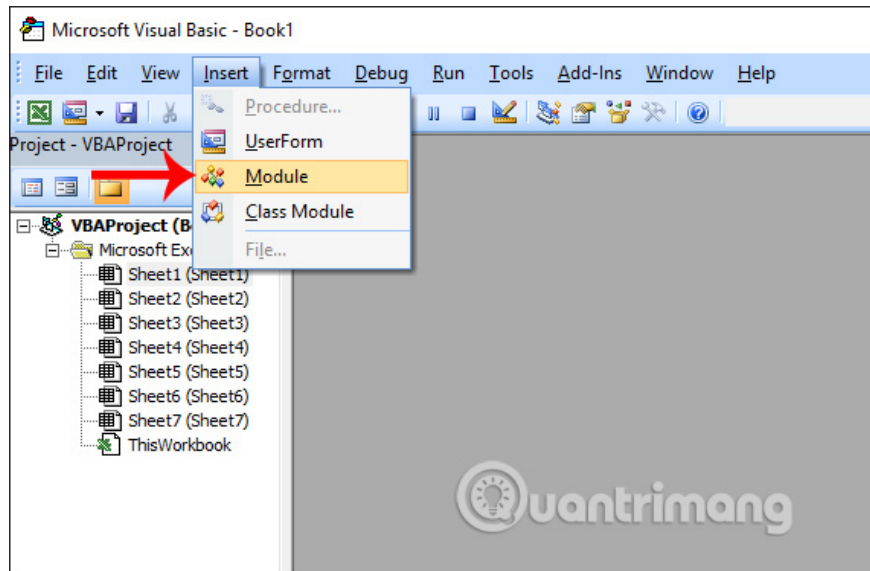 Microsoft Visual Basic - Book1
File Edit View Insert Format Debug Run Tools Add-Ins Window Help
Procedure...
Project - VBAProject
UserForm
Module
Class Module
VBAProject (B
Microsoft Exc
File...
Sheet1 (Sheet1)
Sheet2 (Sheet2)
Sheet3 (Sheet3)
Sheet4 (Sheet4)
Sheet5 (Sheet5)
Sheet6 (Sheet6)
Sheet7 (Sheet7)
ThisWorkbook
Quantrimang